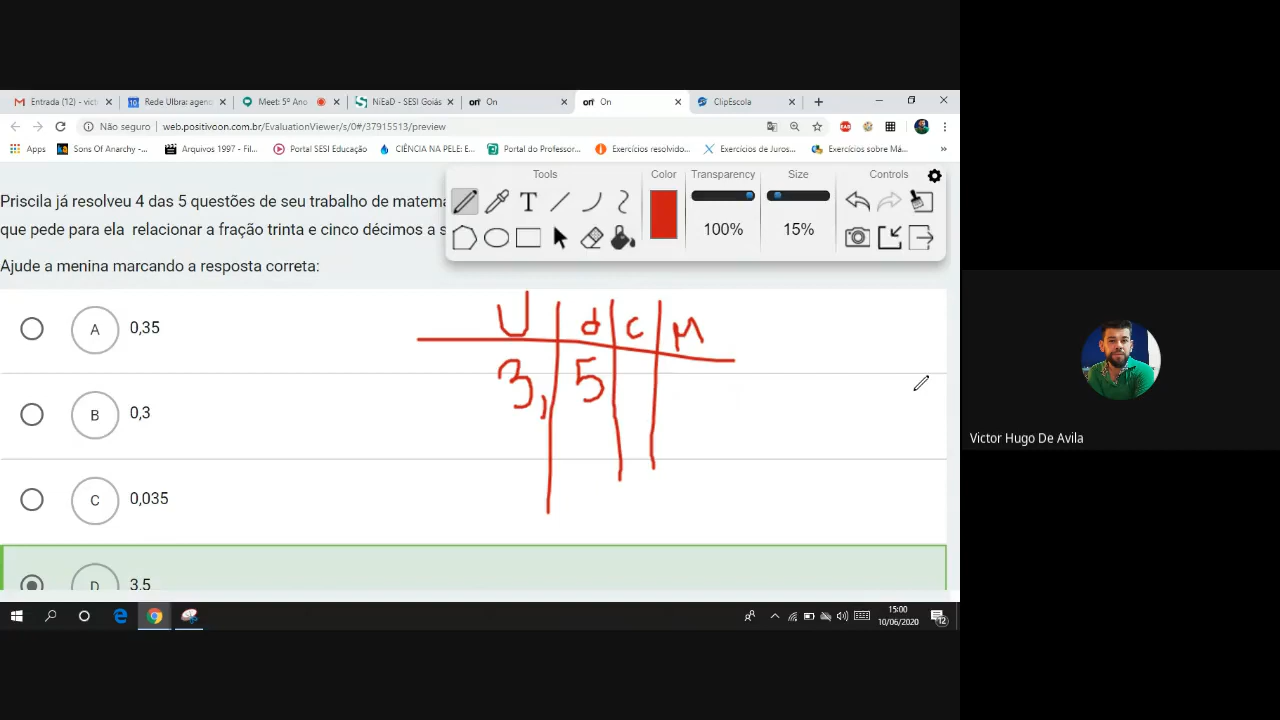 Entrada (12) - vict
Rede Ulbra: agend
Meet: 5º Ano
NiEaD - SESI Goiás
On
On
ClipEscola
Não seguro
web.positivoon.com.br/EvaluationViewer/s/0#/37915513/preview
Apps
Sons Of Anarchy -...
Arquivos 1997 - Fil...
Portal SESI Educação
CIÊNCIA NA PELE: E...
Portal do Professor...
Exercícios resolvido...
Exercícios de Juros...
Exercícios sobre Má...
»
Tools
Color
Transparency
Size
Controls
100%
15%
Priscila já resolveu 4 das 5 questões de seu trabalho de matema
que pede para ela relacionar a fração trinta e cinco décimos a s
Ajude a menina marcando a resposta correta:
A 0,35
B 0,3
C 0,035
D 3,5
U d C M
3, 5
Victor Hugo De Avila
15:00
10/06/2020
12